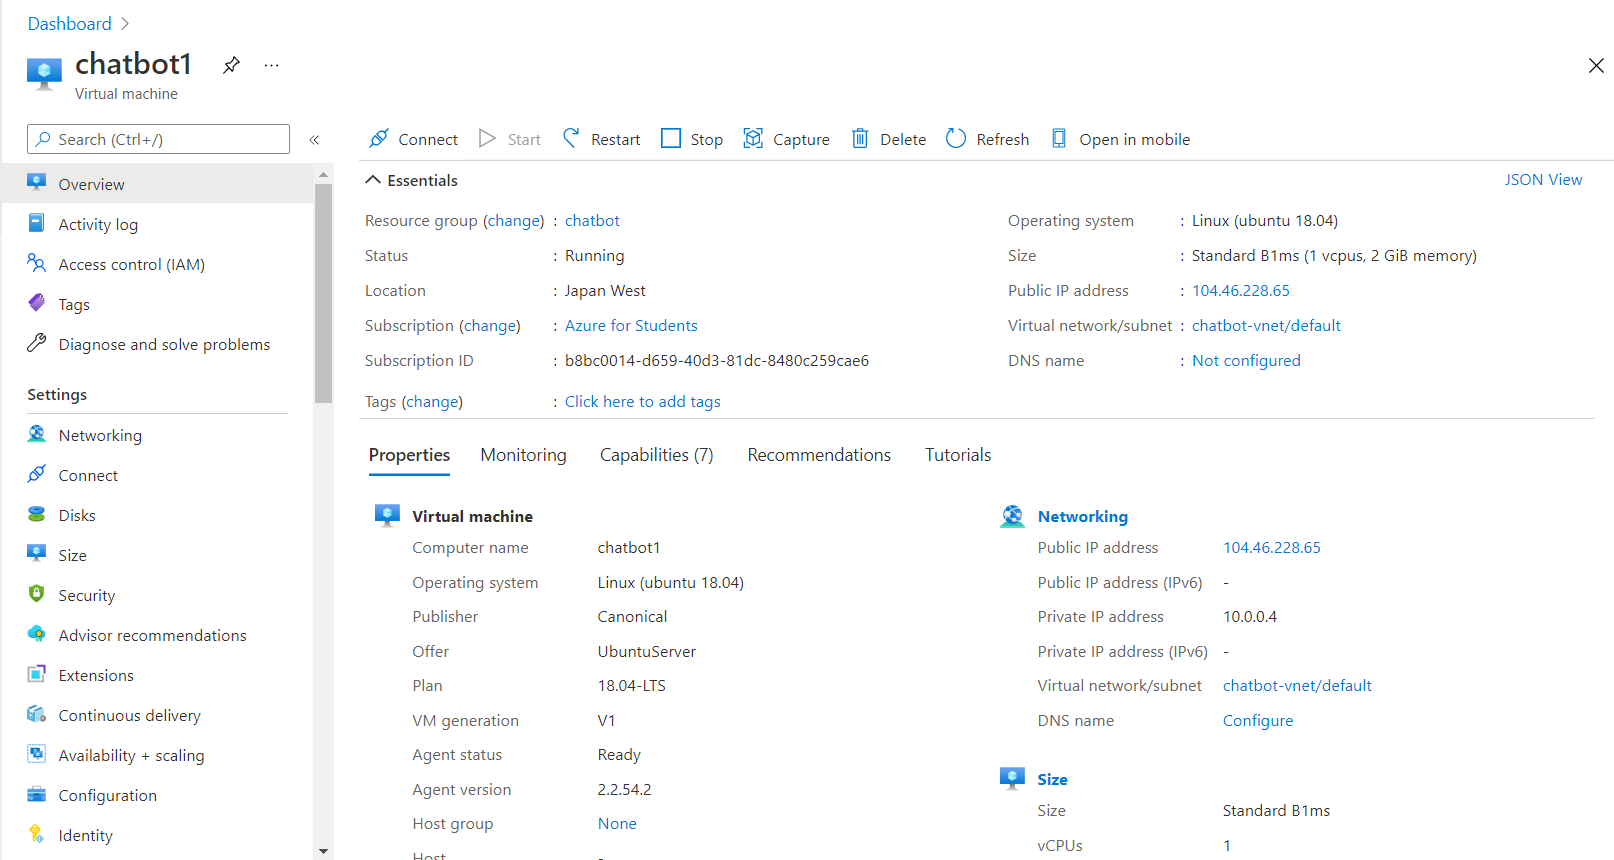 Dashboard
chatbot1
Virtual machine
Search (Ctrl+/)
Overview
Activity log
Access control (IAM)
Tags
Diagnose and solve problems
Settings
Networking
Connect
Disks
Size
Security
Advisor recommendations
Extensions
Continuous delivery
Availability + scaling
Configuration
Identity
Connect Start Restart Stop Capture Delete Refresh Open in mobile
Essentials
JSON View
Resource group (change) : chatbot
Status : Running
Location : Japan West
Subscription (change) : Azure for Students
Subscription ID : b8bc0014-d659-40d3-81dc-8480c259cae6
Tags (change) : Click here to add tags
Operating system : Linux (ubuntu 18.04)
Size : Standard B1ms (1 vcpus, 2 GiB memory)
Public IP address : 104.46.228.65
Virtual network/subnet : chatbot-vnet/default
DNS name : Not configured
Properties Monitoring Capabilities (7) Recommendations Tutorials
Virtual machine
Computer name chatbot1
Operating system Linux (ubuntu 18.04)
Publisher Canonical
Offer UbuntuServer
Plan 18.04-LTS
VM generation V1
Agent status Ready
Agent version 2.2.54.2
Host group None
Host -
Networking
Public IP address 104.46.228.65
Public IP address (IPv6) -
Private IP address 10.0.0.4
Private IP address (IPv6) -
Virtual network/subnet chatbot-vnet/default
DNS name Configure
Size
Size Standard B1ms
vCPUs 1